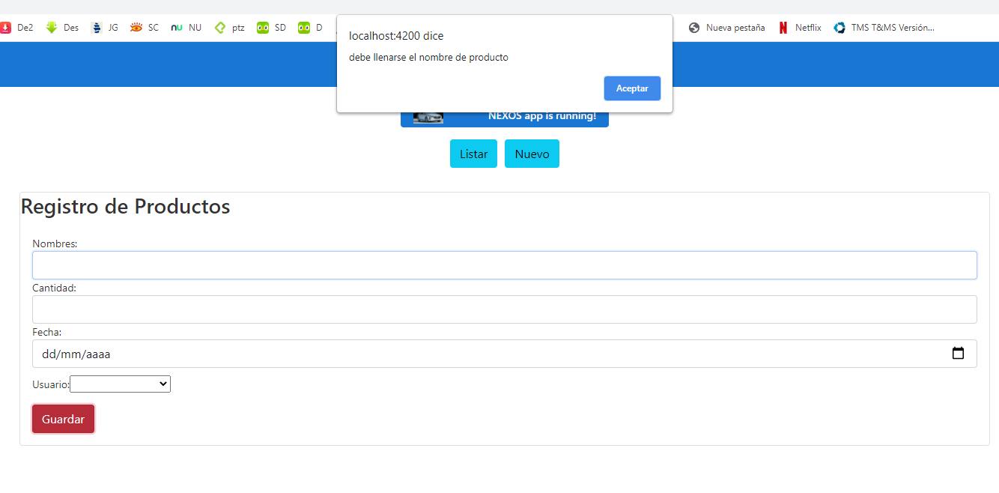 De2 Des JG SC nu NU ptz SD D Nueva pestaña N Netflix TMS T&MS Versión...
localhost:4200 dice
debe llenarse el nombre de producto
Aceptar
NEXOS app is running!
Listar Nuevo
Registro de Productos
Nombres:
Cantidad:
Fecha:
dd/mm/aaaa
Usuario:
Guardar